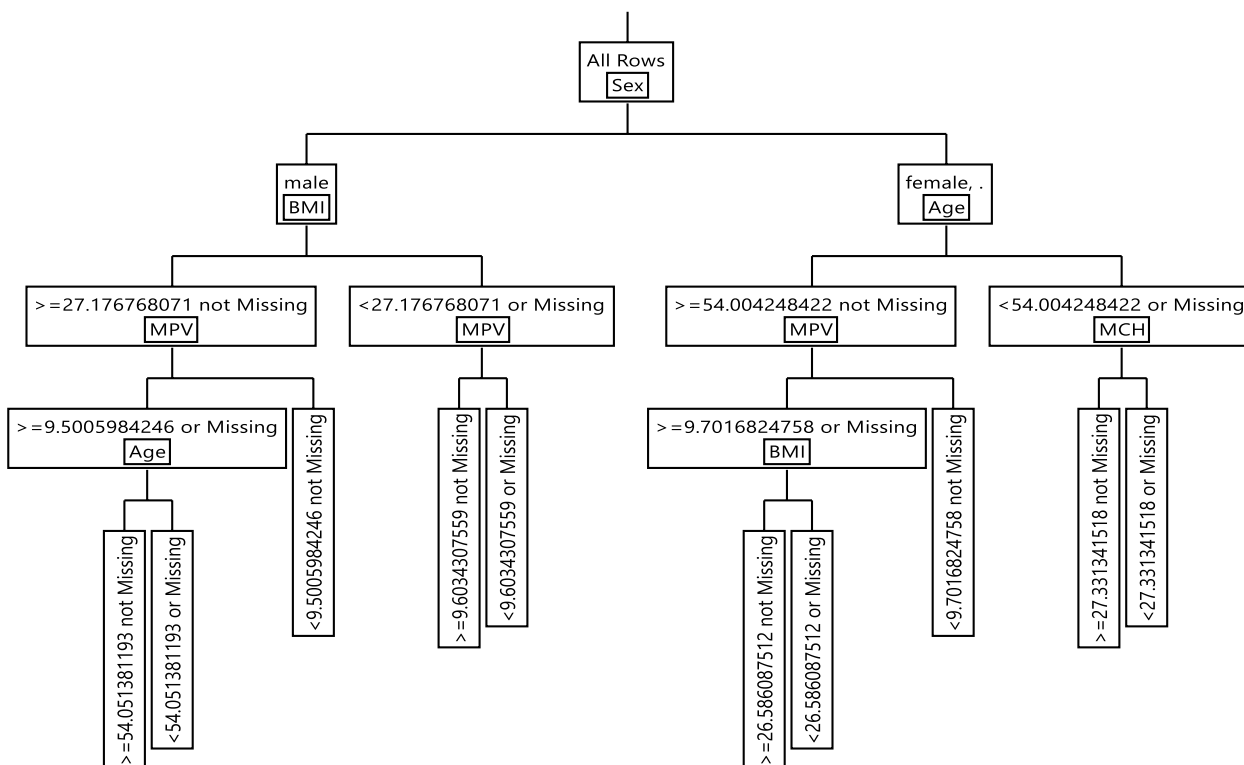 All Rows
Sex
male
BMI
female, .
Age
>=27.176768071 not Missing
MPV
<27.176768071 or Missing
MPV
>=54.004248422 not Missing
MPV
<54.004248422 or Missing
MCH
>=9.5005984246 or Missing
Age
<9.5005984246 not Missing
>=9.6034307559 not Missing
<9.6034307559 or Missing
>=9.7016824758 or Missing
BMI
<9.7016824758 not Missing
>=27.331341518 not Missing
<27.331341518 or Missing
>=54.051381193 not Missing
<54.051381193 or Missing
>=26.586087512 not Missing
<26.586087512 or Missing